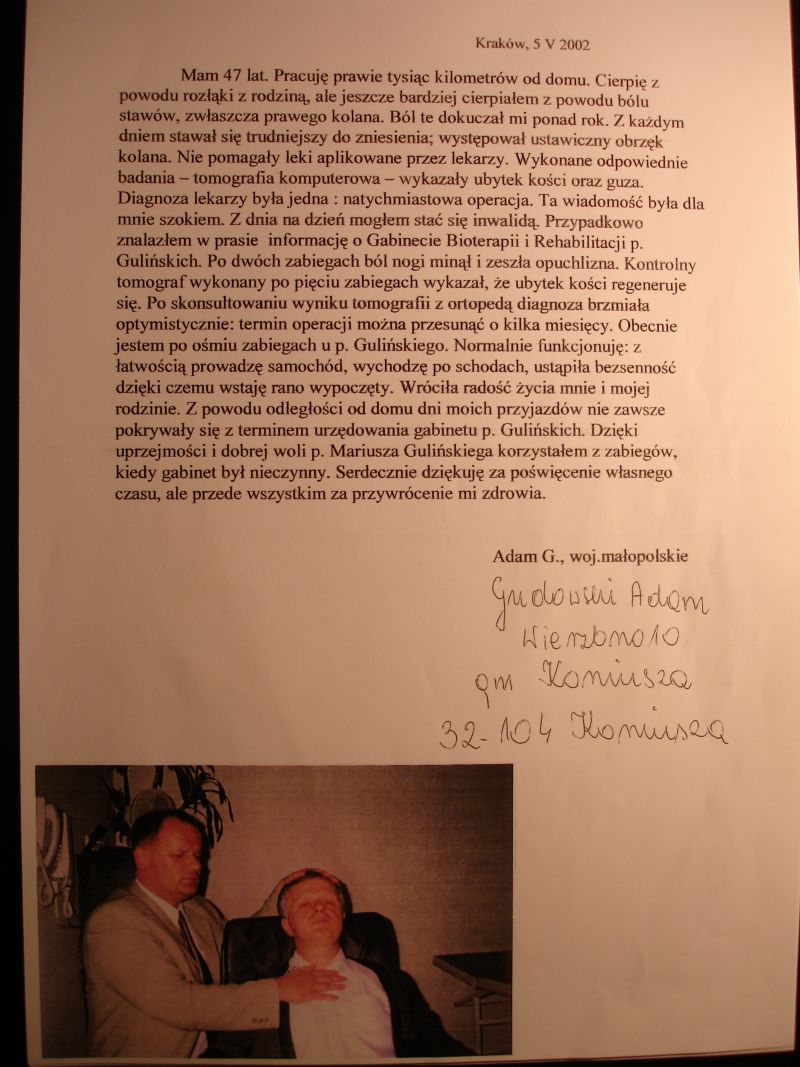 Kraków, 5 V 2002
Mam 47 lat. Pracuję prawie tysiąc kilometrów od domu. Cierpię z
powodu rozłąki z rodziną, ale jeszcze bardziej cierpiałem z powodu bólu
stawów, zwłaszcza prawego kolana. Ból te dokuczał mi ponad rok. Z każdym
dniem stawał się trudniejszy do zniesienia; występował ustawiczny obrzęk
kolana. Nie pomagały leki aplikowane przez lekarzy. Wykonane odpowiednie
badania – tomografia komputerowa – wykazały ubytek kości oraz guza.
Diagnoza lekarzy była jedna : natychmiastowa operacja. Ta wiadomość była dla
mnie szokiem. Z dnia na dzień mogłem stać się inwalidą. Przypadkowo
znalazłem w prasie informację o Gabinecie Bioterapii i Rehabilitacji p.
Gulińskich. Po dwóch zabiegach ból nogi minął i zeszła opuchlizna. Kontrolny
tomograf wykonany po pięciu zabiegach wykazał, że ubytek kości regeneruje
się. Po skonsultowaniu wyniku tomografii z ortopedą diagnoza brzmiała
optymistycznie: termin operacji można przesunąć o kilka miesięcy. Obecnie
jestem po ośmiu zabiegach u p. Gulińskiego. Normalnie funkcjonuję: z
łatwością prowadzę samochód, wychodzę po schodach, ustąpiła bezsenność
dzięki czemu wstaję rano wypoczęty. Wróciła radość życia mnie i mojej
rodzinie. Z powodu odległości od domu dni moich przyjazdów nie zawsze
pokrywały się z terminem urzędowania gabinetu p. Gulińskich. Dzięki
uprzejmości i dobrej woli p. Mariusza Gulińskiega korzystałem z zabiegów,
kiedy gabinet był nieczynny. Serdecznie dziękuję za poświęcenie własnego
czasu, ale przede wszystkim za przywrócenie mi zdrowia.
Adam G., woj.małopolskie
Gudowski Adam
Wierzbno 10
gm Koniusza
32-104 Koniusza